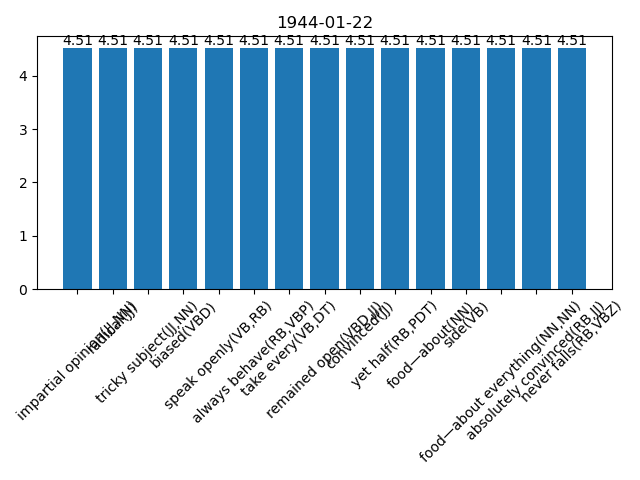 1944-01-22
4.51 4.51 4.51 4.51 4.51 4.51 4.51 4.51 4.51 4.51 4.51 4.51 4.51 4.51 4.51
4
3
2
1
0
impartial opinion(JJ,NN)
tricky subject(JJ,NN)
biased(VBD)
speak openly(VB,RB)
always behave(RB,VBP)
take every(VB,DT)
remained open(VBD,JJ)
convinced(JJ)
yet half(RB,PDT)
food—about(NN)
side(VB)
food—about everything(NN,NN)
absolutely convinced(RB,JJ)
never fails(RB,VBZ)